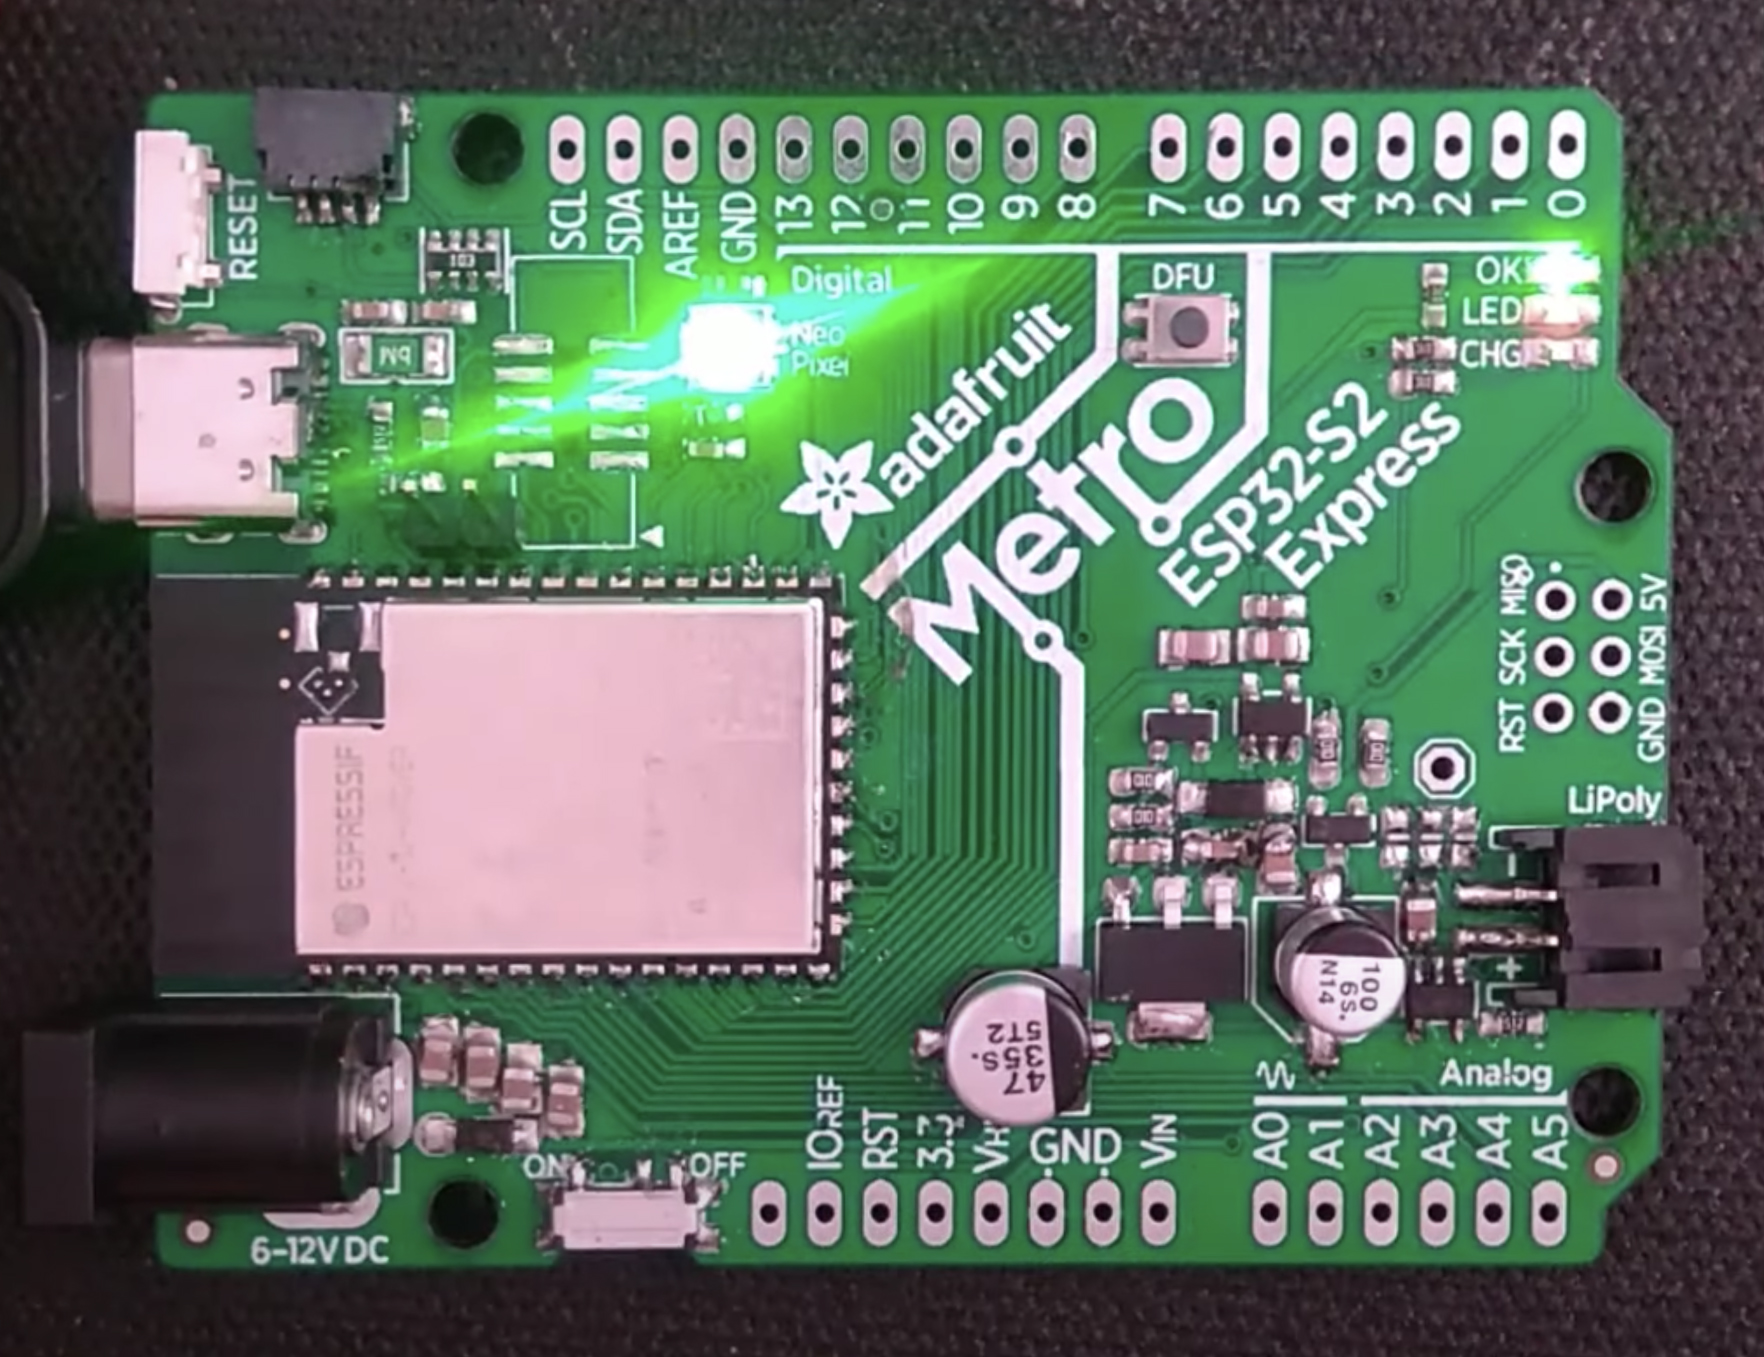 RESET
103
SCL
SDA
AREF
GND
13
12
11
10
9
8
7
6
5
4
3
2
1
0
Digital
Neo
Pixel
DFU
OK
LED
CHG
adafruit
Metro
ESP32-S2
Express
MISO
SCK
RST
5V
MOSI
GND
ESPRESSIF
LiPoly
-
+
100
6S.
N14
47
35S.
5T2
Analog
IOREF
RST
3.3
GND
VIN
A0
A1
A2
A3
A4
A5
ON
OFF
6-12V DC